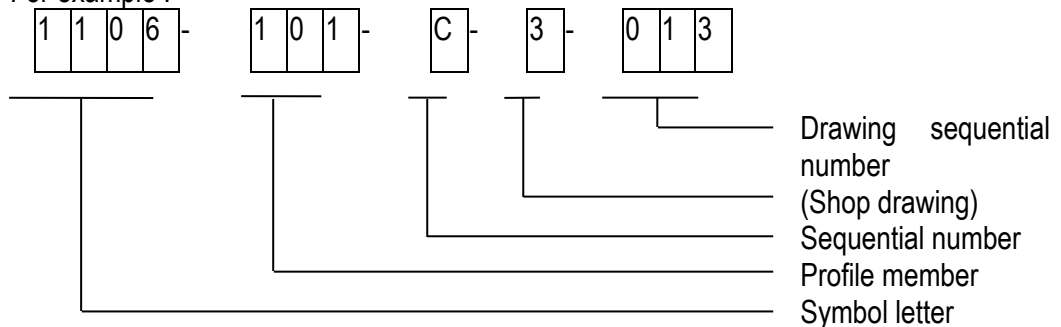 For example :
1 1 0 6 - 1 0 1 - C - 3 - 0 1 3
Drawing sequential
number
(Shop drawing)
Sequential number
Profile member
Symbol letter